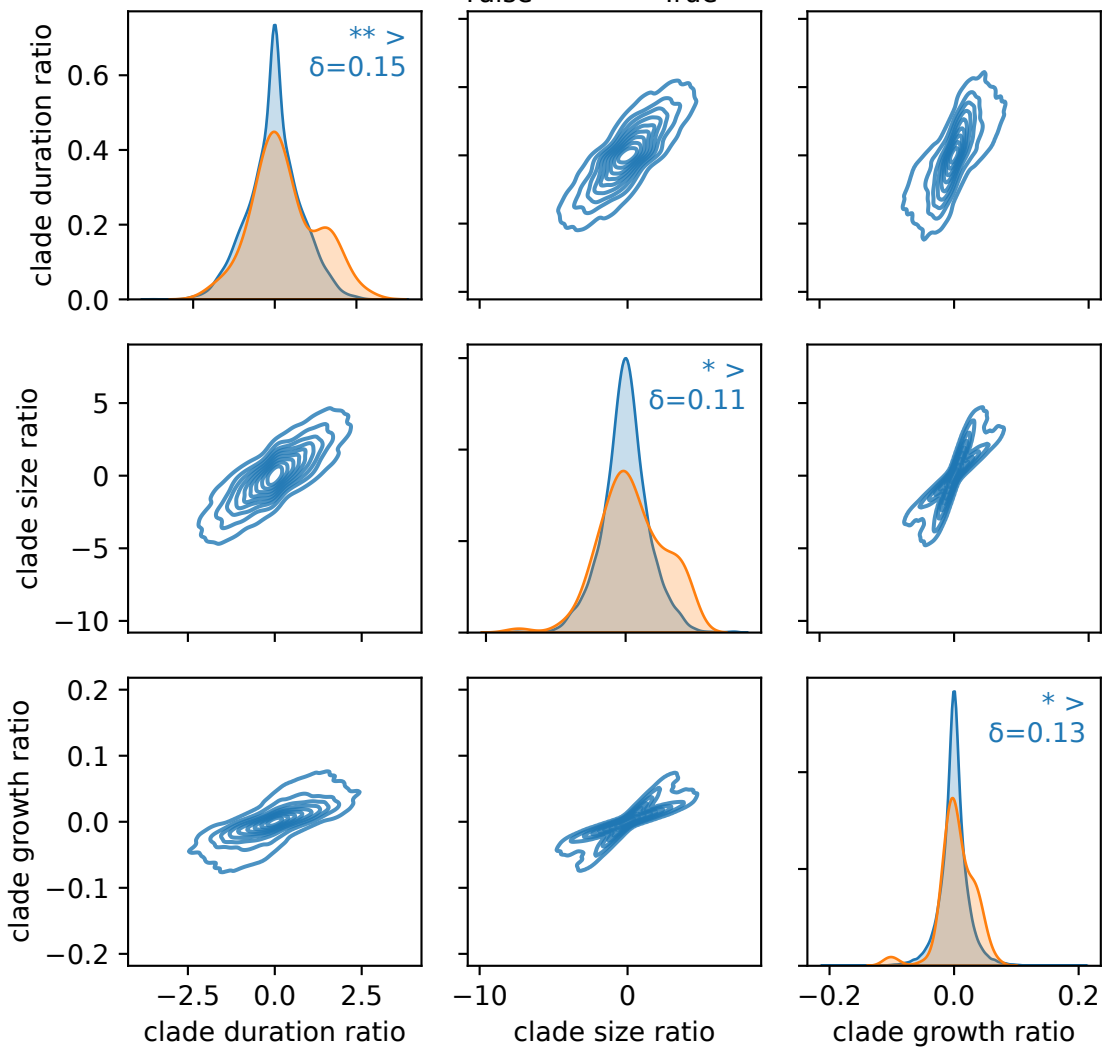 True
clade duration ratio
0.6
0.4
0.2
0.0
** >
δ=0.15
clade size ratio
5
0
−5
−10
* >
δ=0.11
clade growth ratio
0.2
0.1
0.0
−0.1
−0.2
* >
δ=0.13
−2.5 0.0 2.5
−10 0
−0.2 0.0 0.2
clade duration ratio
clade size ratio
clade growth ratio